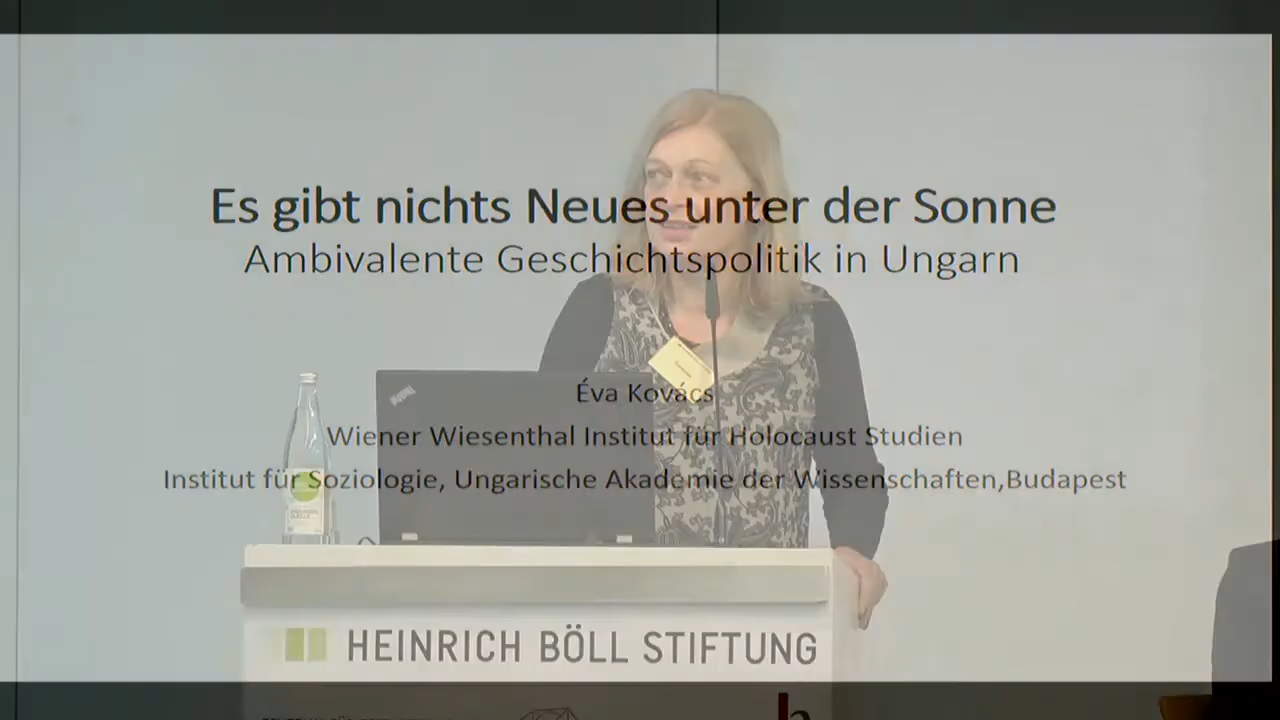 Es gibt nichts Neues unter der Sonne
Ambivalente Geschichtspolitik in Ungarn
Éva Kovács
Wiener Wiesenthal Institut für Holocaust Studien
Institut für Soziologie, Ungarische Akademie der Wissenschaften,Budapest
HEINRICH BÖLL STIFTUNG